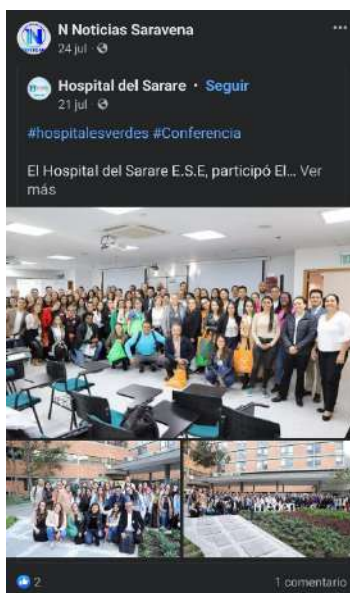 N Noticias Saravena
24 jul
Hospital del Sarare · Seguir
21 jul
#hospitalesverdes #Conferencia
El Hospital del Sarare E.S.E, participó El... Ver
más
2
1 comentario